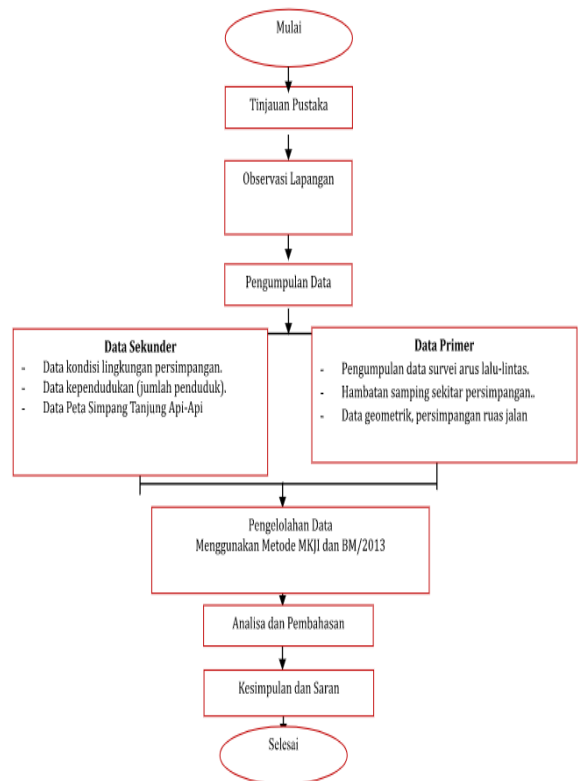 Mulai
Tinjauan Pustaka
Observasi Lapangan
Pengumpulan Data
Data Sekunder
- Data kondisi lingkungan persimpangan.
- Data kependudukan (jumlah penduduk).
- Data Peta Simpang Tanjung Api-Api
Data Primer
- Pengumpulan data survei arus lalu-lintas.
- Hambatan samping sekitar persimpangan..
- Data geometrik, persimpangan ruas jalan
Pengelolahan Data
Menggunakan Metode MKJI dan BM/2013
Analisa dan Pembahasan
Kesimpulan dan Saran
Selesai